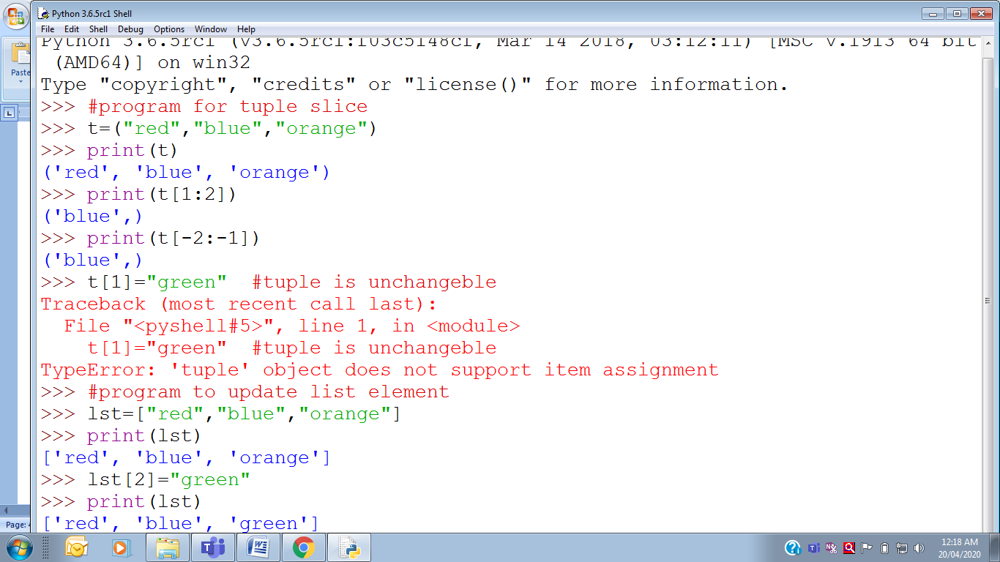 Python 3.6.5rc1 Shell
File Edit Shell Debug Options Window Help
Python 3.6.5rc1 (v3.6.5rc1:f03c5148cf, Mar 14 2018, 03:12:11) [MSC v.1913 64 bit
(AMD64)] on win32
Type "copyright", "credits" or "license()" for more information.
>>> #program for tuple slice
>>> t=("red","blue","orange")
>>> print(t)
('red', 'blue', 'orange')
>>> print(t[1:2])
('blue',)
>>> print(t[-2:-1])
('blue',)
>>> t[1]="green"  #tuple is unchangeble
Traceback (most recent call last):
  File "<pyshell#5>", line 1, in <module>
    t[1]="green"  #tuple is unchangeble
TypeError: 'tuple' object does not support item assignment
>>> #program to update list element
>>> lst=["red","blue","orange"]
>>> print(lst)
['red', 'blue', 'orange']
>>> lst[2]="green"
>>> print(lst)
['red', 'blue', 'green']
Paste
Page:
12:18 AM
20/04/2020